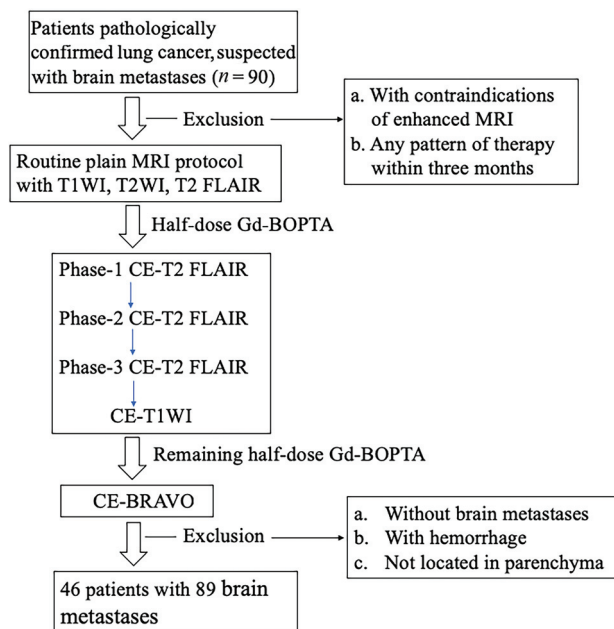 Patients pathologically
confirmed lung cancer, suspected
with brain metastases (n = 90)
Exclusion
a. With contraindications
of enhanced MRI
b. Any pattern of therapy
within three months
Routine plain MRI protocol
with T1WI, T2WI, T2 FLAIR
Half-dose Gd-BOPTA
Phase-1 CE-T2 FLAIR
Phase-2 CE-T2 FLAIR
Phase-3 CE-T2 FLAIR
CE-T1WI
Remaining half-dose Gd-BOPTA
CE-BRAVO
Exclusion
a. Without brain metastases
b. With hemorrhage
c. Not located in parenchyma
46 patients with 89 brain
metastases